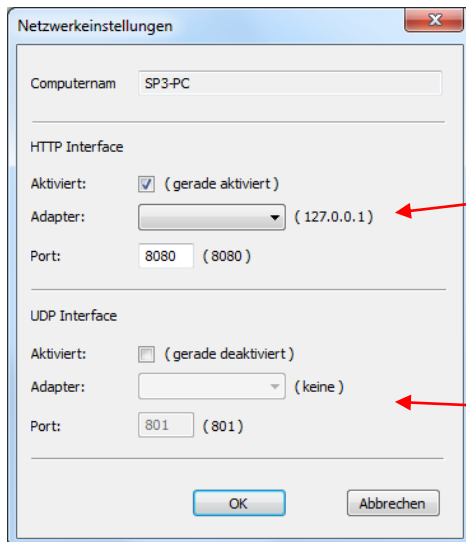 Netzwerkeinstellungen
Computernam SP3-PC
HTTP Interface
Aktiviert: ( gerade aktiviert )
Adapter: ( 127.0.0.1 )
Port: 8080 ( 8080 )
UDP Interface
Aktiviert: ( gerade deaktiviert )
Adapter: ( keine )
Port: 801 ( 801 )
OK Abbrechen